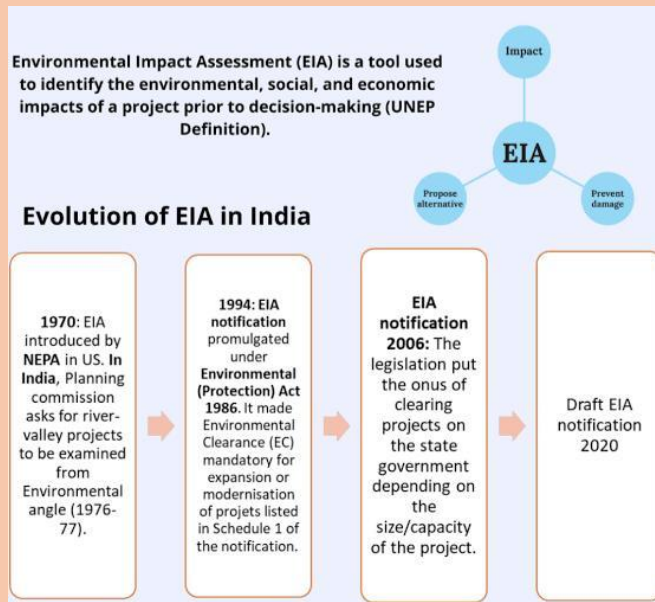 Environmental Impact Assessment (EIA) is a tool used
to identify the environmental, social, and economic
impacts of a project prior to decision-making (UNEP
Definition).
Impact
EIA
Propose
alternative
Prevent
damage
Evolution of EIA in India
1970: EIA
introduced by
NEPA in US. In
India, Planning
commission
asks for river-
valley projects
to be examined
from
Environmental
angle (1976-
77).
1994: EIA
notification
promulgated
under
Environmental
(Protection) Act
1986. It made
Environmental
Clearance (EC)
mandatory for
expansion or
modernisation
of projets listed
in Schedule 1 of
the notification.
EIA
notification
2006: The
legislation put
the onus of
clearing
projects on
the state
government
depending on
the
size/capacity
of the project.
Draft EIA
notification
2020